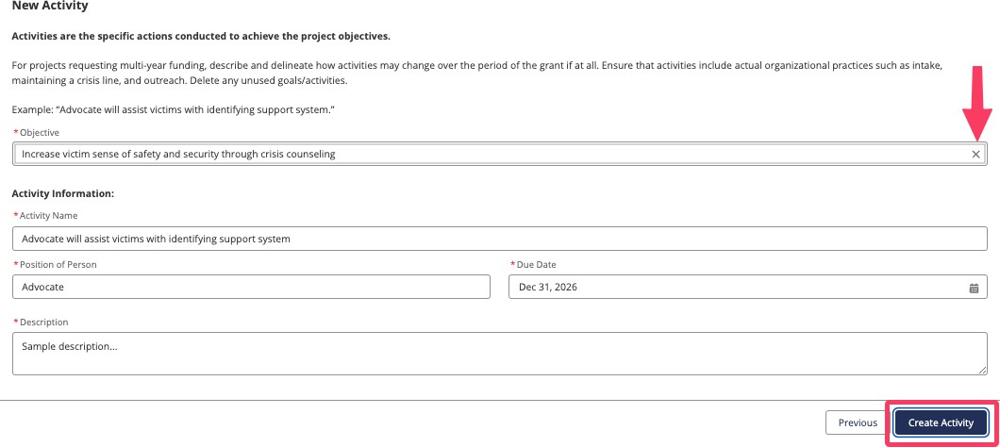 New Activity
Activities are the specific actions conducted to achieve the project objectives.
For projects requesting multi-year funding, describe and delineate how activities may change over the period of the grant if at all. Ensure that activities include actual organizational practices such as intake,
maintaining a crisis line, and outreach. Delete any unused goals/activities.
Example: “Advocate will assist victims with identifying support system.”
* Objective
Increase victim sense of safety and security through crisis counseling
Activity Information:
* Activity Name
Advocate will assist victims with identifying support system
* Position of Person
* Due Date
Advocate
Dec 31, 2026
* Description
Sample description...
Previous
Create Activity